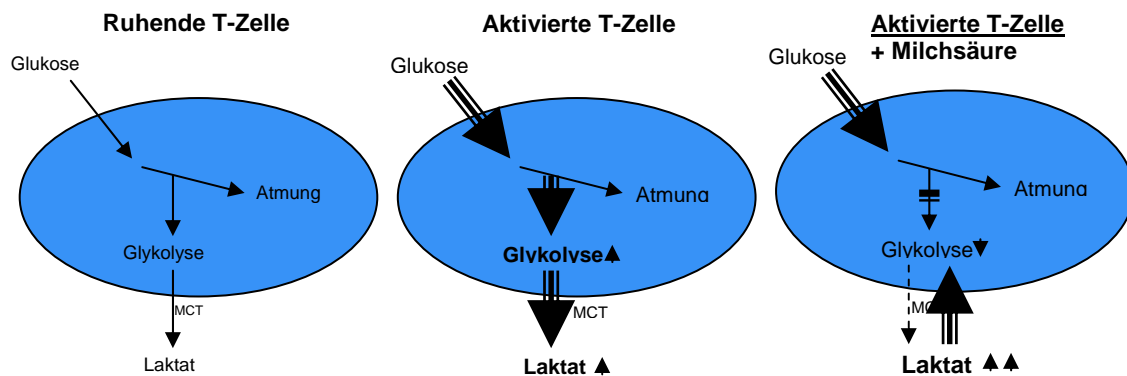 Ruhende T-Zelle
Glukose
Atmung
Glykolyse
MCT
Laktat
Aktivierte T-Zelle
Glukose
Atmung
Glykolyse
MCT
Laktat
Aktivierte T-Zelle
+ Milchsäure
Glukose
Atmung
Glykolyse
Laktat